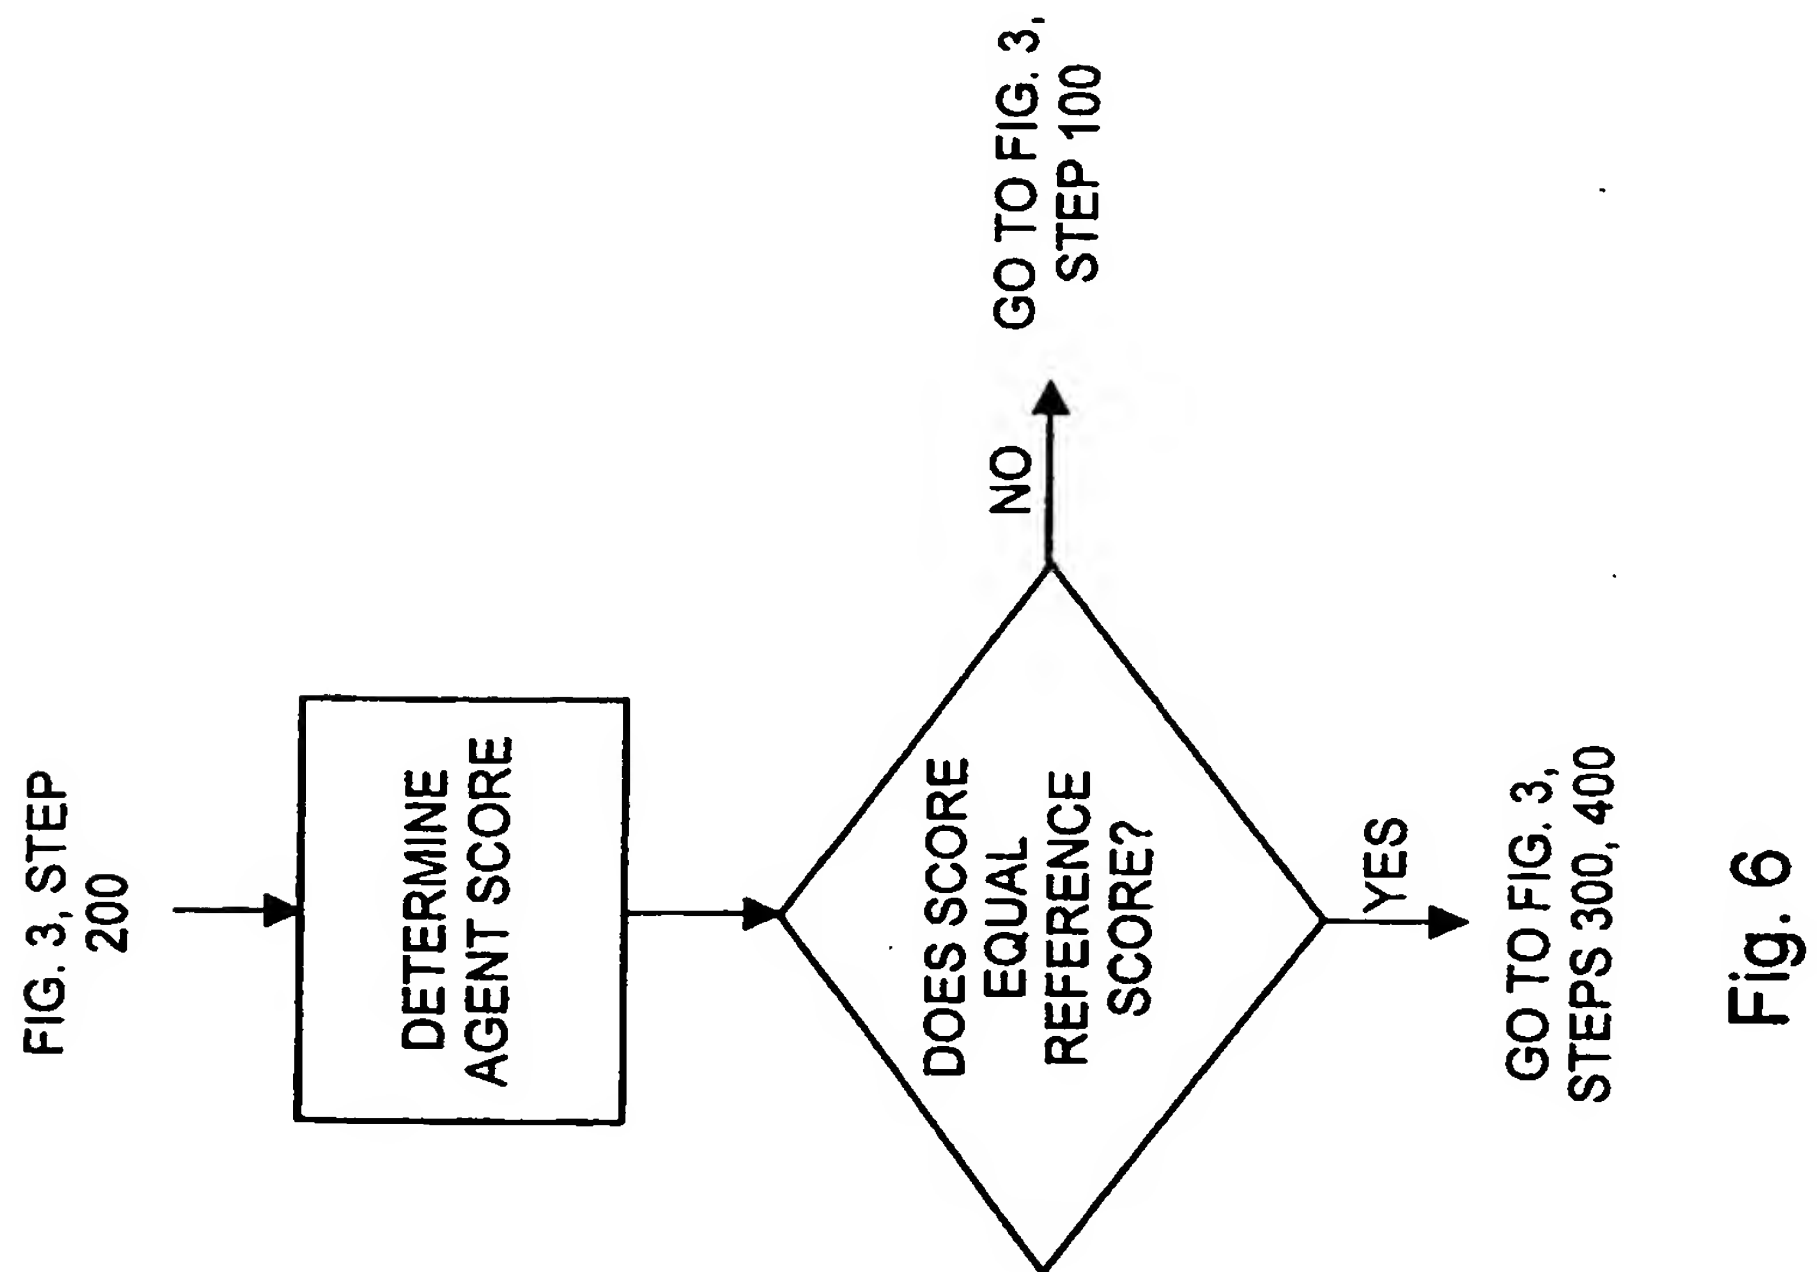 FIG. 3, STEP
200
DETERMINE
AGENT SCORE
DOES SCORE
EQUAL
REFERENCE
SCORE?
NO
GO TO FIG. 3,
STEP 100
YES
GO TO FIG. 3,
STEPS 300, 400
Fig. 6